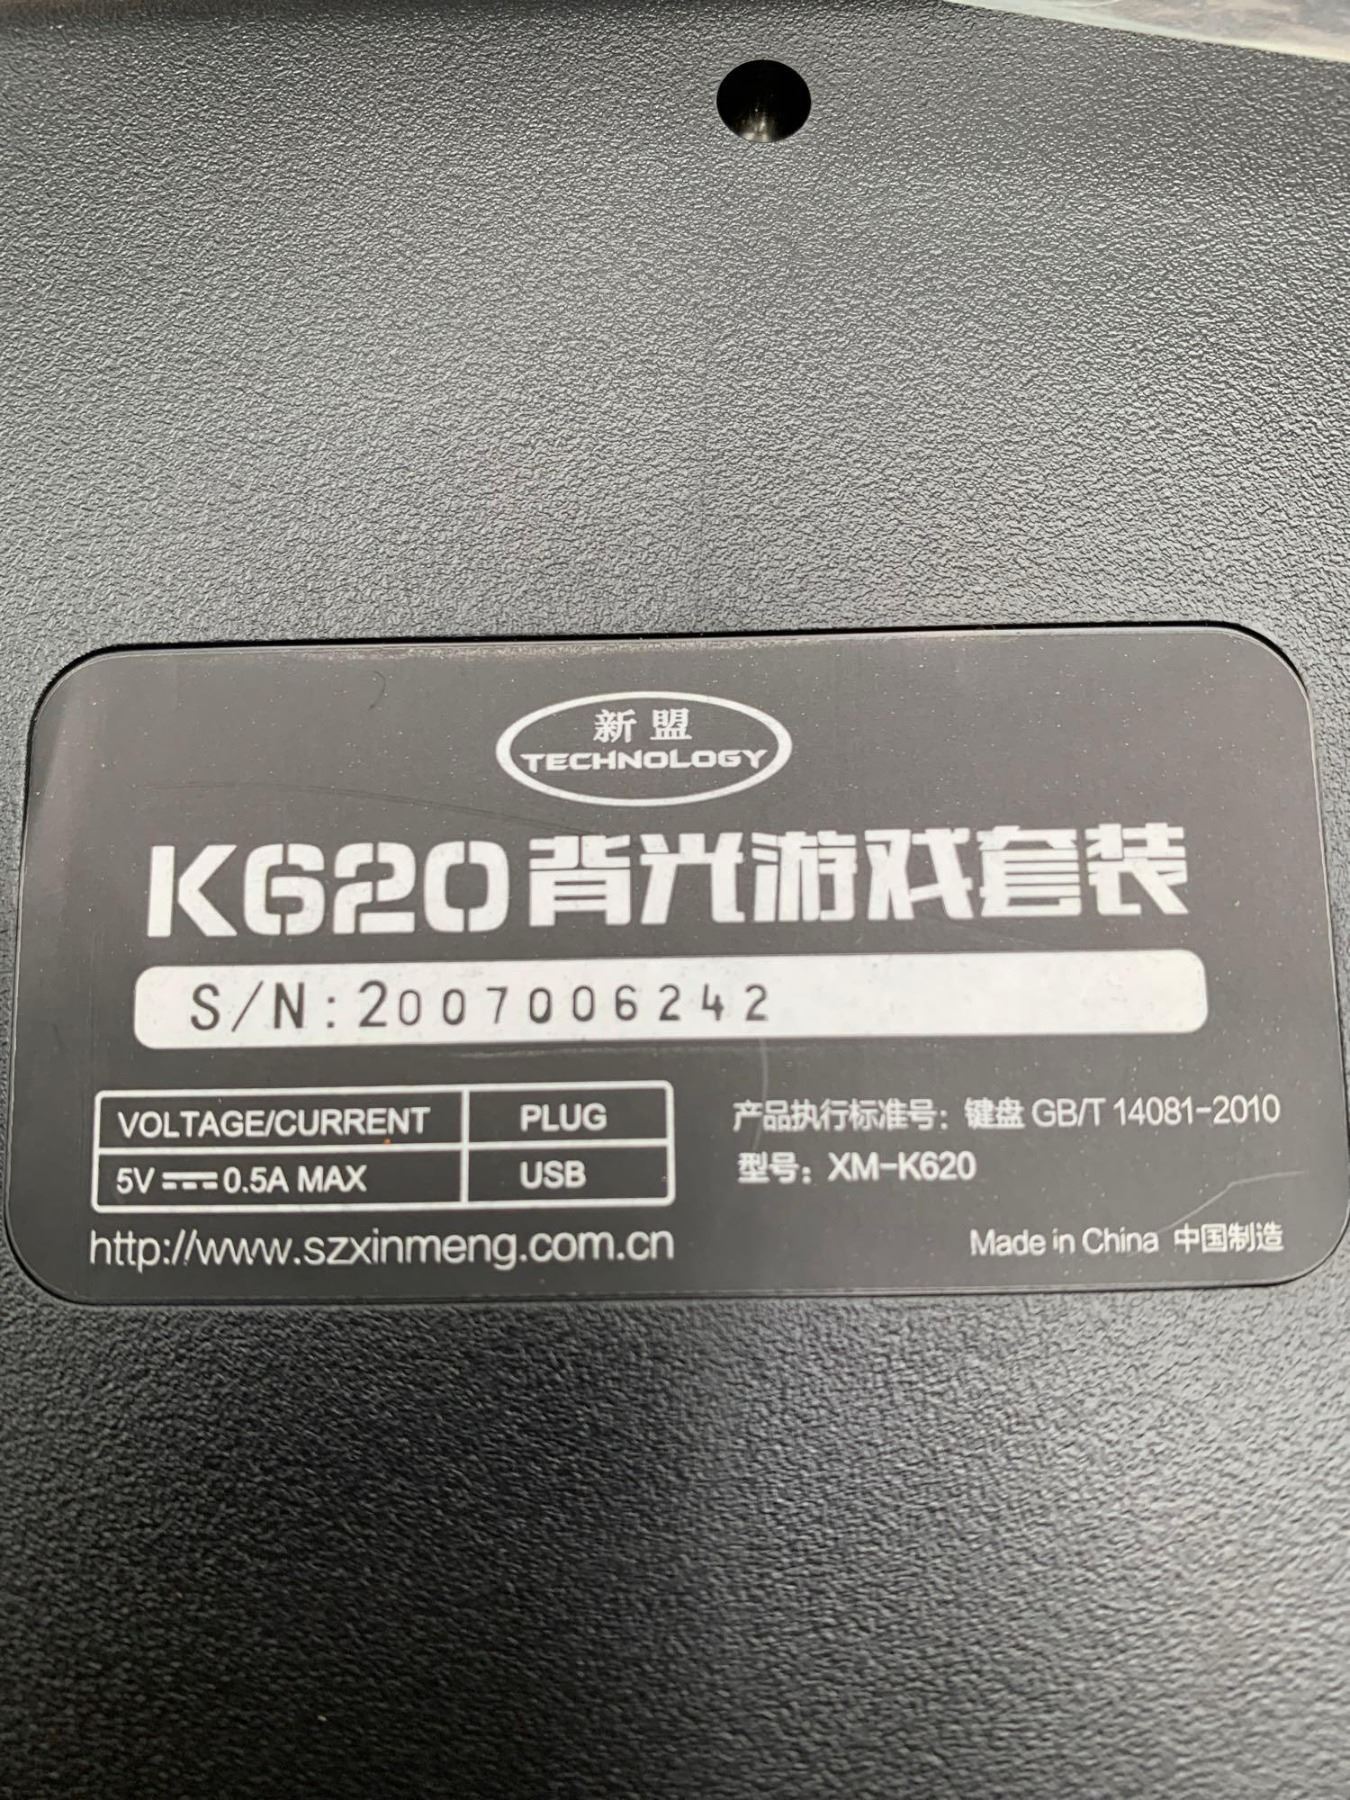 新盟
TECHNOLOGY
K620背光游戏套装
S/N:2007006242
VOLTAGE/CURRENT PLUG
5V⎓0.5A MAX USB
产品执行标准号：键盘 GB/T 14081-2010
型号：XM-K620
http://www.szxinmeng.com.cn
Made in China 中国制造